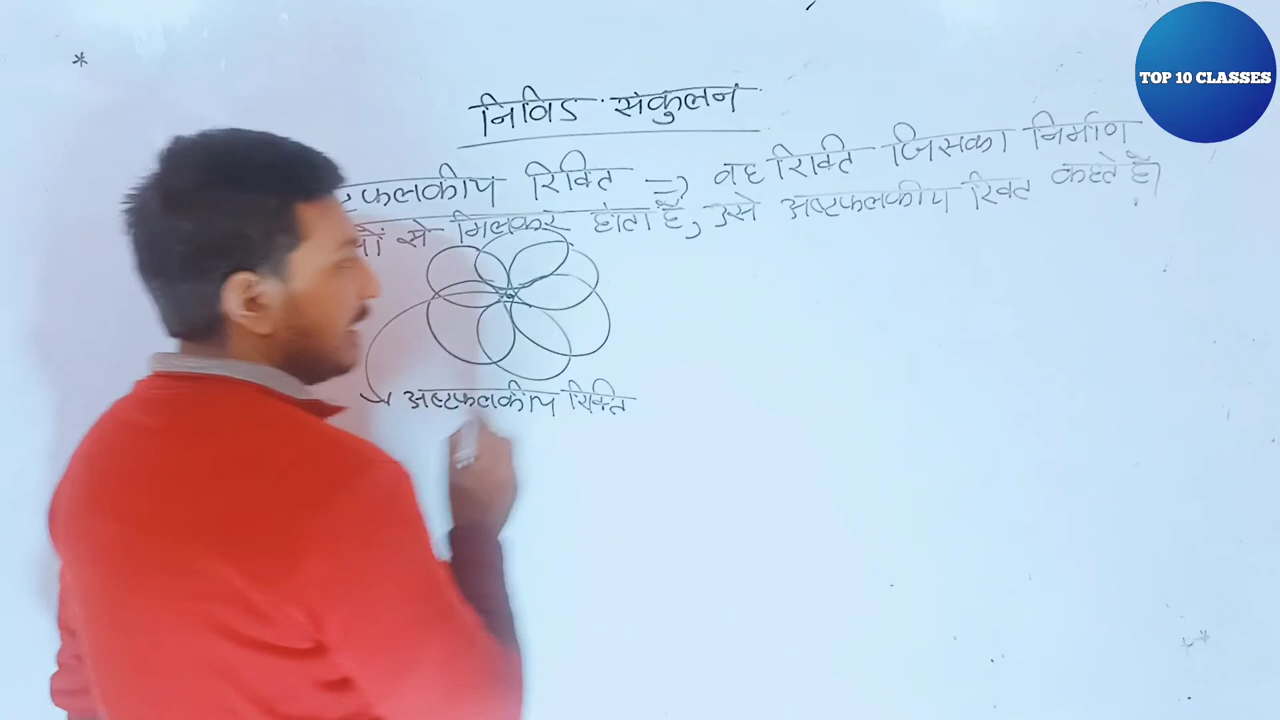 TOP 10 CLASSES
निविड संकुलन
फलकीय रिक्ति => वह रिक्ति जिसका निर्माण
से मिलकर होता है, उसे अष्टफलकीय रिक्त कहते है।
अष्टफलकीय रिक्ति